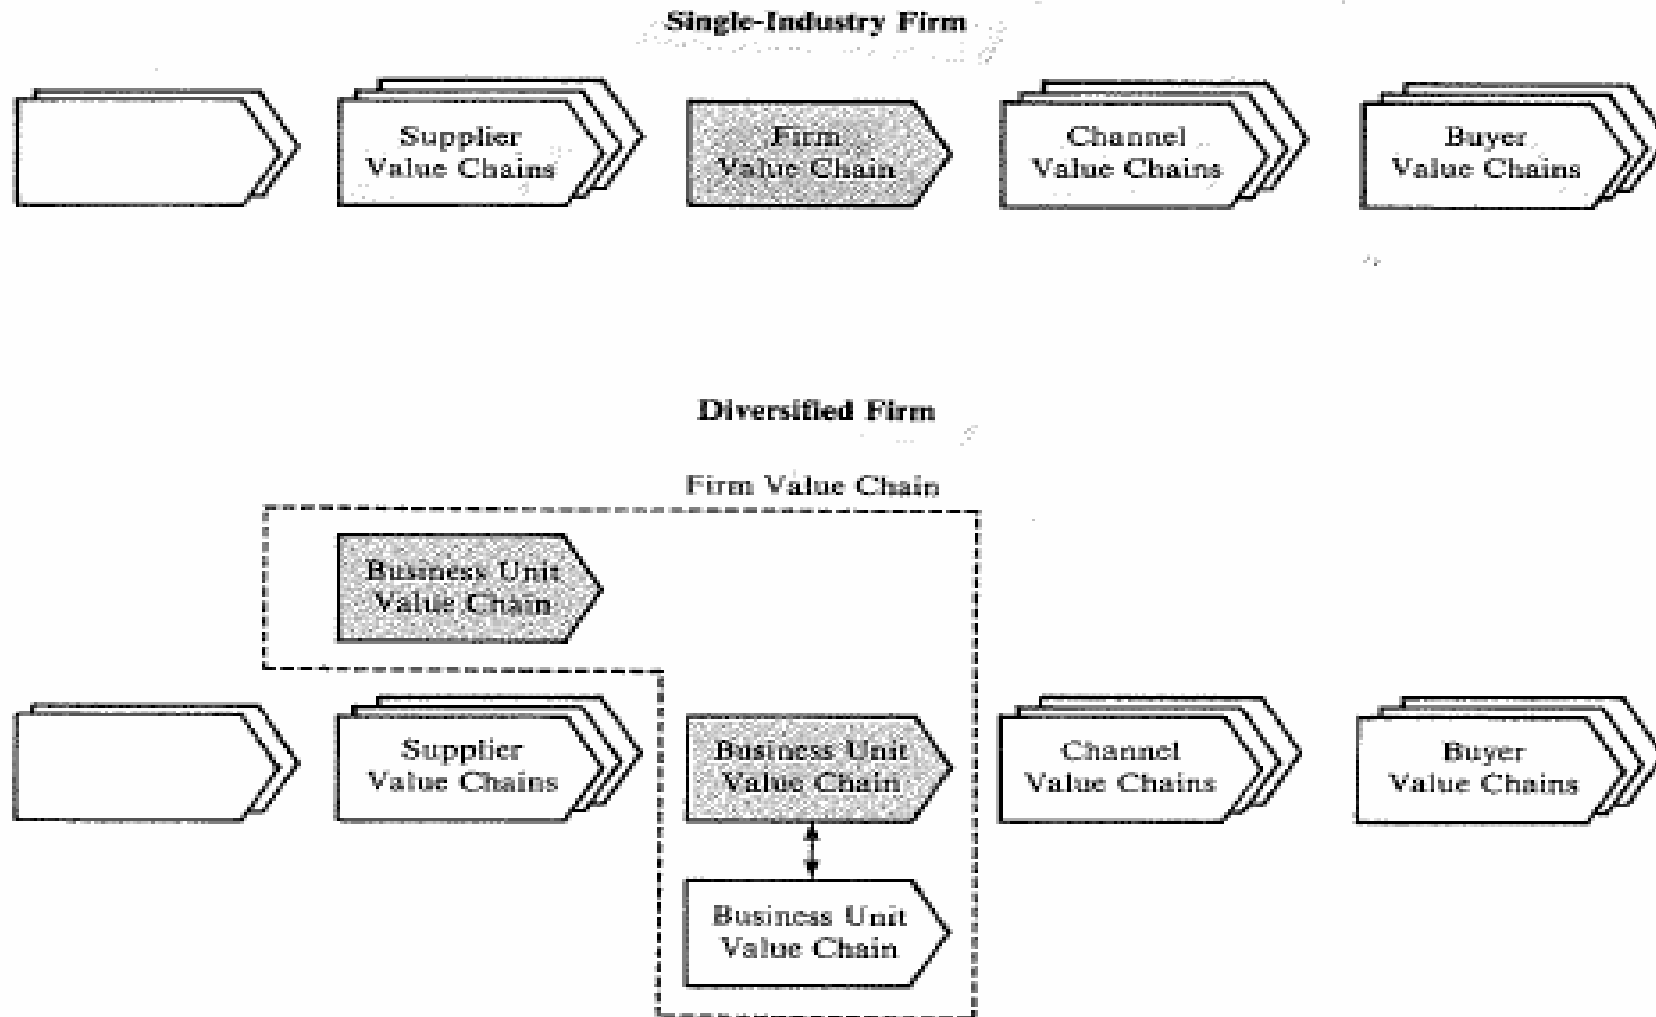 Single-Industry Firm
Supplier
Value Chains
Firm
Value Chain
Channel
Value Chains
Buyer
Value Chains
Diversified Firm
Firm Value Chain
Business Unit
Value Chain
Supplier
Value Chains
Business Unit
Value Chain
Channel
Value Chains
Buyer
Value Chains
Business Unit
Value Chain